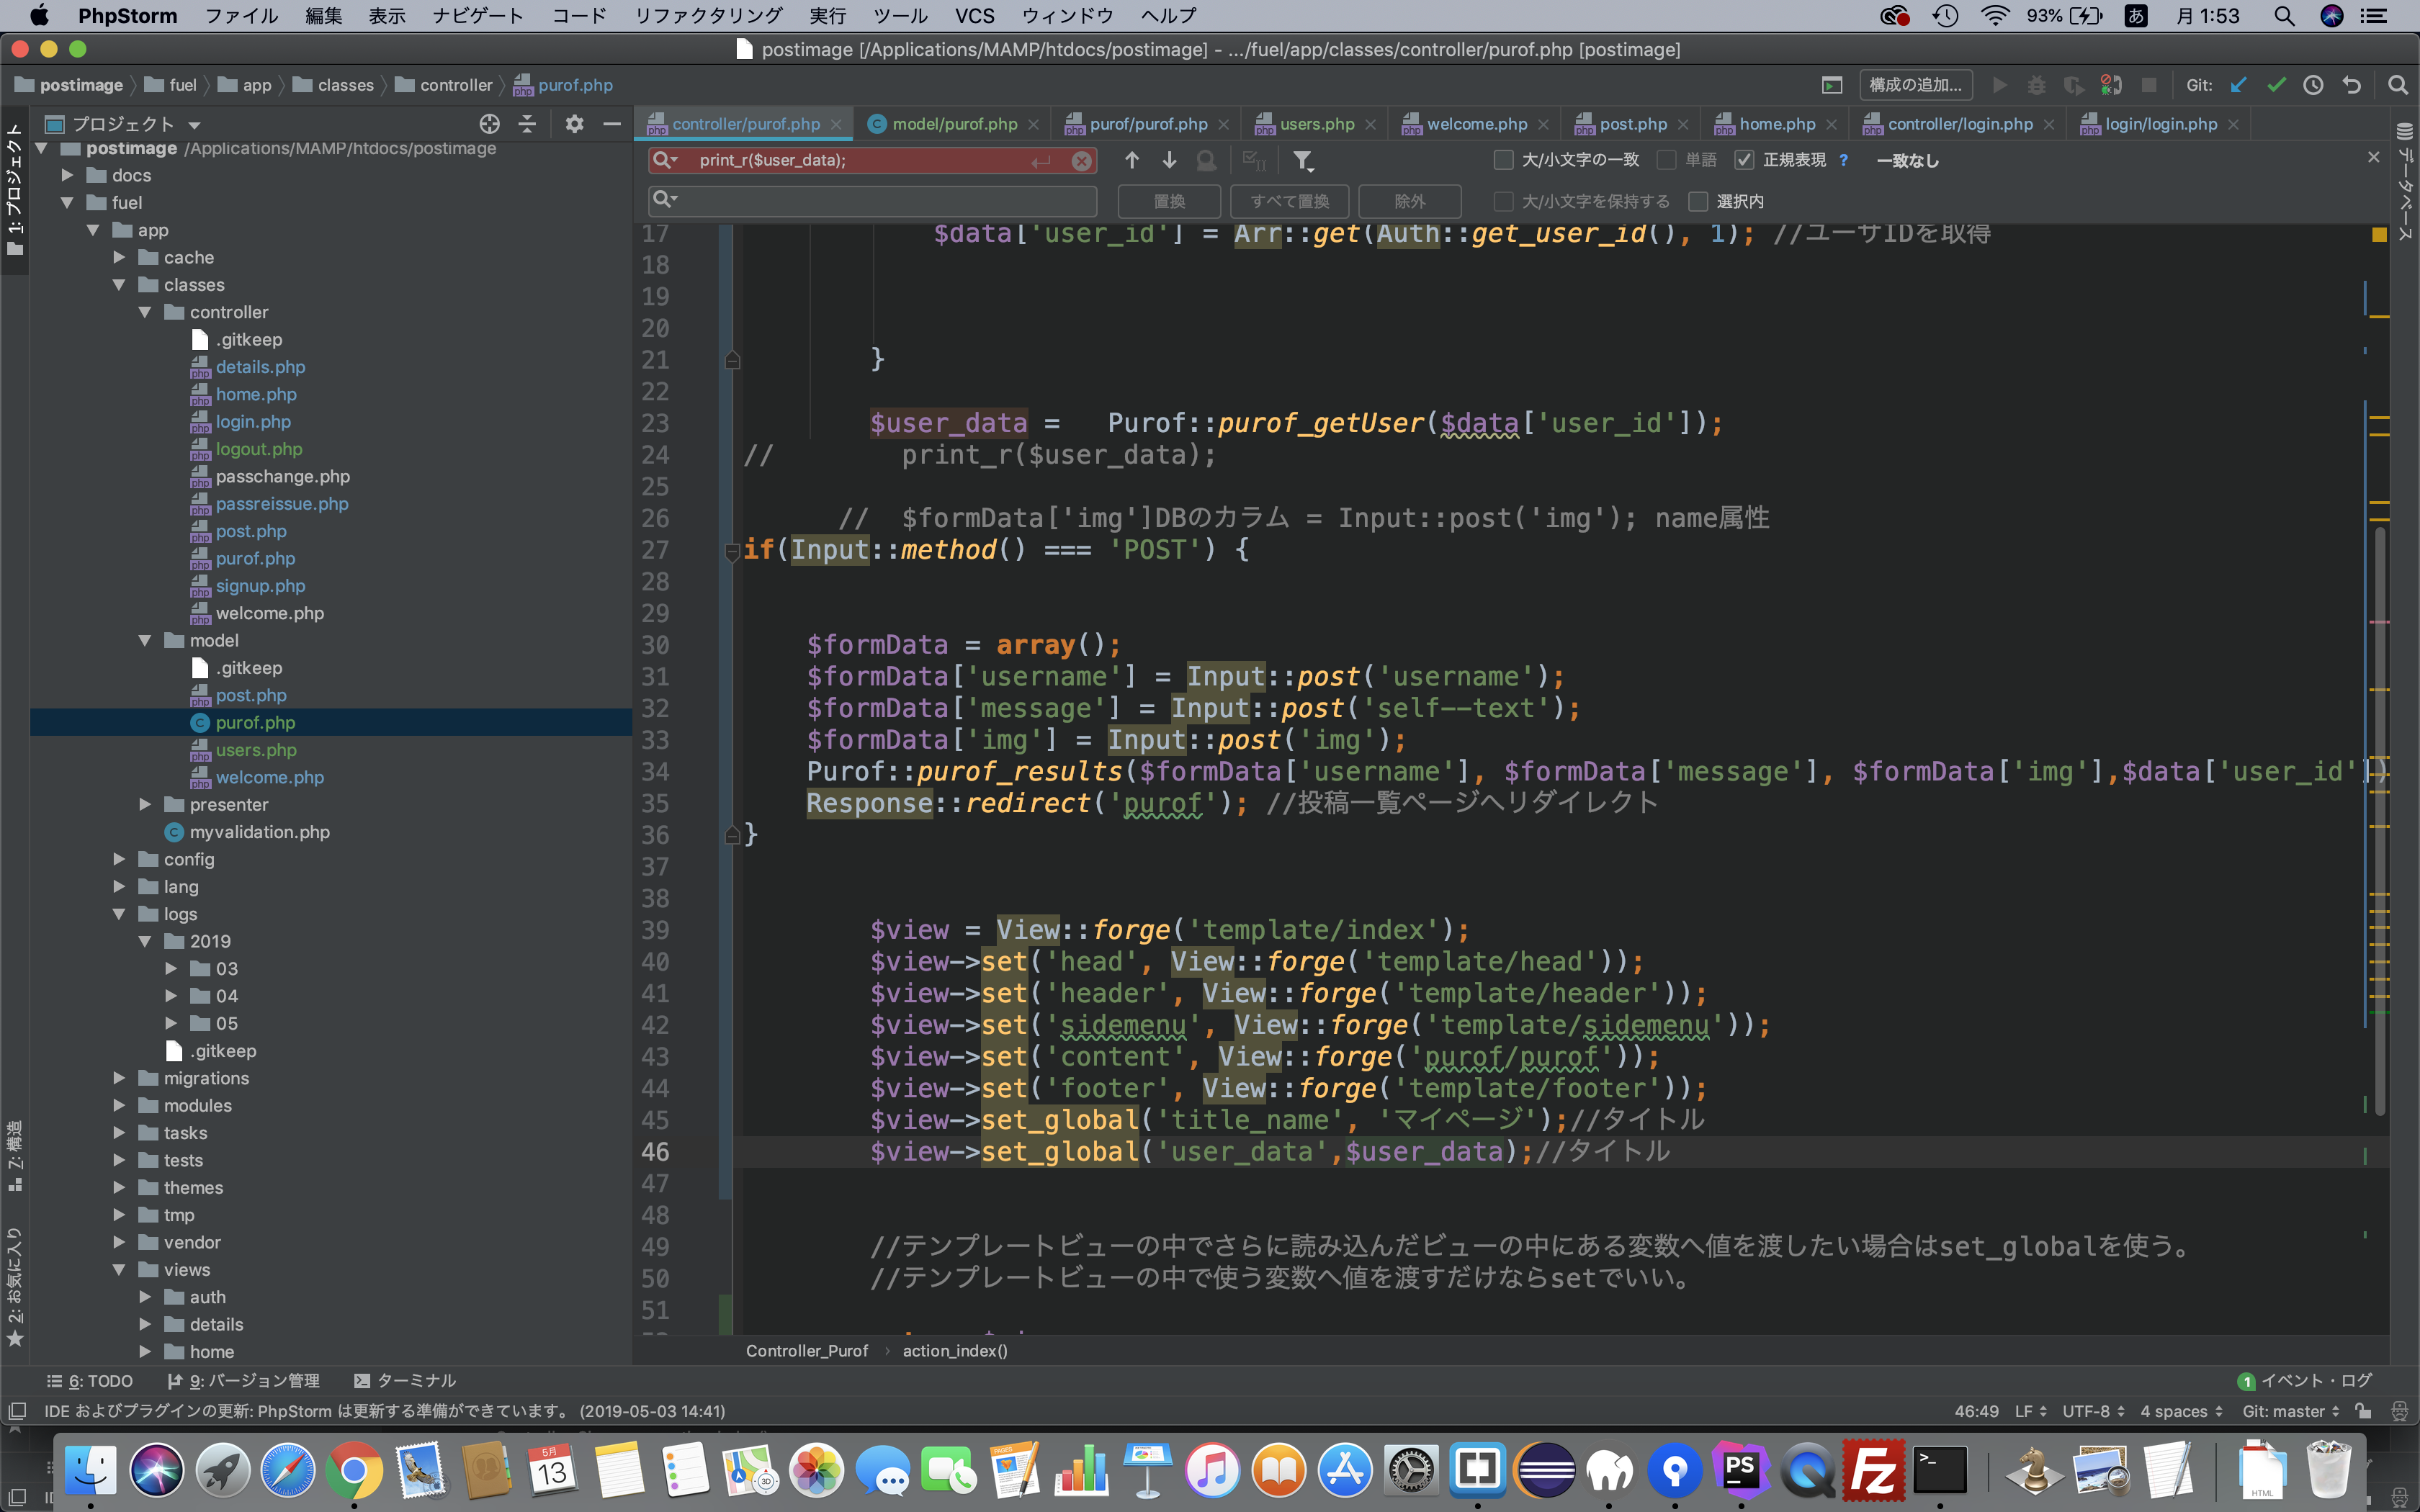 PhpStorm ファイル 編集 表示 ナビゲート コード リファクタリング 実行 ツール VCS ウィンドウ ヘルプ 93% あ 月 1:53
postimage [/Applications/MAMP/htdocs/postimage] - .../fuel/app/classes/controller/purof.php [postimage]
postimage fuel app classes controller purof.php 構成の追加... Git:
プロジェクト
controller/purof.php model/purof.php purof/purof.php users.php welcome.php post.php home.php controller/login.php login/login.php
print_r($user_data); 大/小文字の一致 単語 正規表現 ? 一致なし
置換 すべて置換 除外 大/小文字を保持する 選択内
1: プロジェクト
Z: 構造
2: お気に入り
データベース
postimage /Applications/MAMP/htdocs/postimage
docs
fuel
app
cache
classes
controller
.gitkeep
details.php
home.php
login.php
logout.php
passchange.php
passreissue.php
post.php
purof.php
signup.php
welcome.php
model
.gitkeep
post.php
purof.php
users.php
welcome.php
presenter
myvalidation.php
config
lang
logs
2019
03
04
05
.gitkeep
migrations
modules
tasks
tests
themes
tmp
vendor
views
auth
details
home
17 $data['user_id'] = Arr::get(Auth::get_user_id(), 1); //ユーザIDを取得
18
19
20
21 }
22
23 $user_data =   Purof::purof_getUser($data['user_id']);
24 //        print_r($user_data);
25
26 //  $formData['img']DBのカラム = Input::post('img'); name属性
27 if(Input::method() === 'POST') {
28
29
30 $formData = array();
31 $formData['username'] = Input::post('username');
32 $formData['message'] = Input::post('self--text');
33 $formData['img'] = Input::post('img');
34 Purof::purof_results($formData['username'], $formData['message'], $formData['img'],$data['user_id'])
35 Response::redirect('purof'); //投稿一覧ページへリダイレクト
36 }
37
38
39 $view = View::forge('template/index');
40 $view->set('head', View::forge('template/head'));
41 $view->set('header', View::forge('template/header'));
42 $view->set('sidemenu', View::forge('template/sidemenu'));
43 $view->set('content', View::forge('purof/purof'));
44 $view->set('footer', View::forge('template/footer'));
45 $view->set_global('title_name', 'マイページ');//タイトル
46 $view->set_global('user_data',$user_data);//タイトル
47
48
49 //テンプレートビューの中でさらに読み込んだビューの中にある変数へ値を渡したい場合はset_globalを使う。
50 //テンプレートビューの中で使う変数へ値を渡すだけならsetでいい。
51
Controller_Purof › action_index()
6: TODO 9: バージョン管理 ターミナル 1 イベント・ログ
IDE およびプラグインの更新: PhpStorm は更新する準備ができています。 (2019-05-03 14:41) 46:49 LF UTF-8 4 spaces Git: master
5月
13
PAGES
3D
PS
Fz
>_
HTML